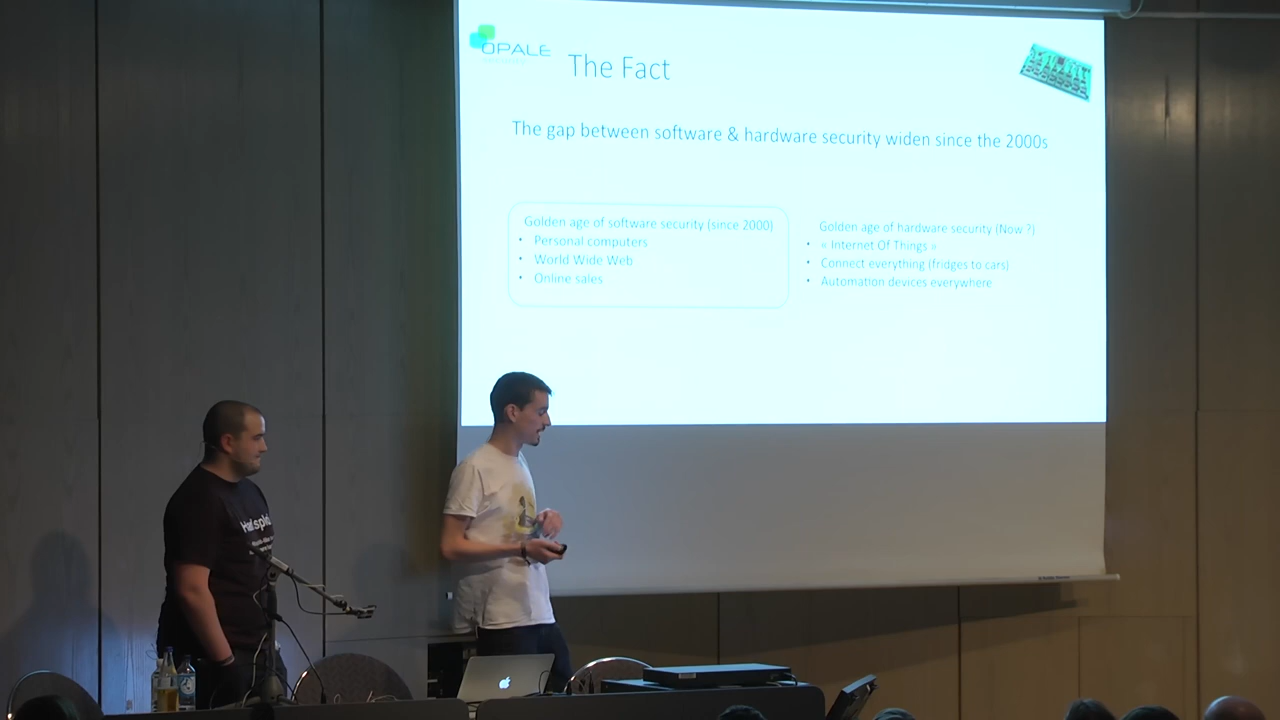 OPALE
The Fact
The gap between software & hardware security widen since the 2000s
Golden age of software security (since 2000)
• Personal computers
• World Wide Web
• Online sales
Golden age of hardware security (Now ?)
• « Internet Of Things »
• Connect everything (fridges to cars)
• Automation devices everywhere